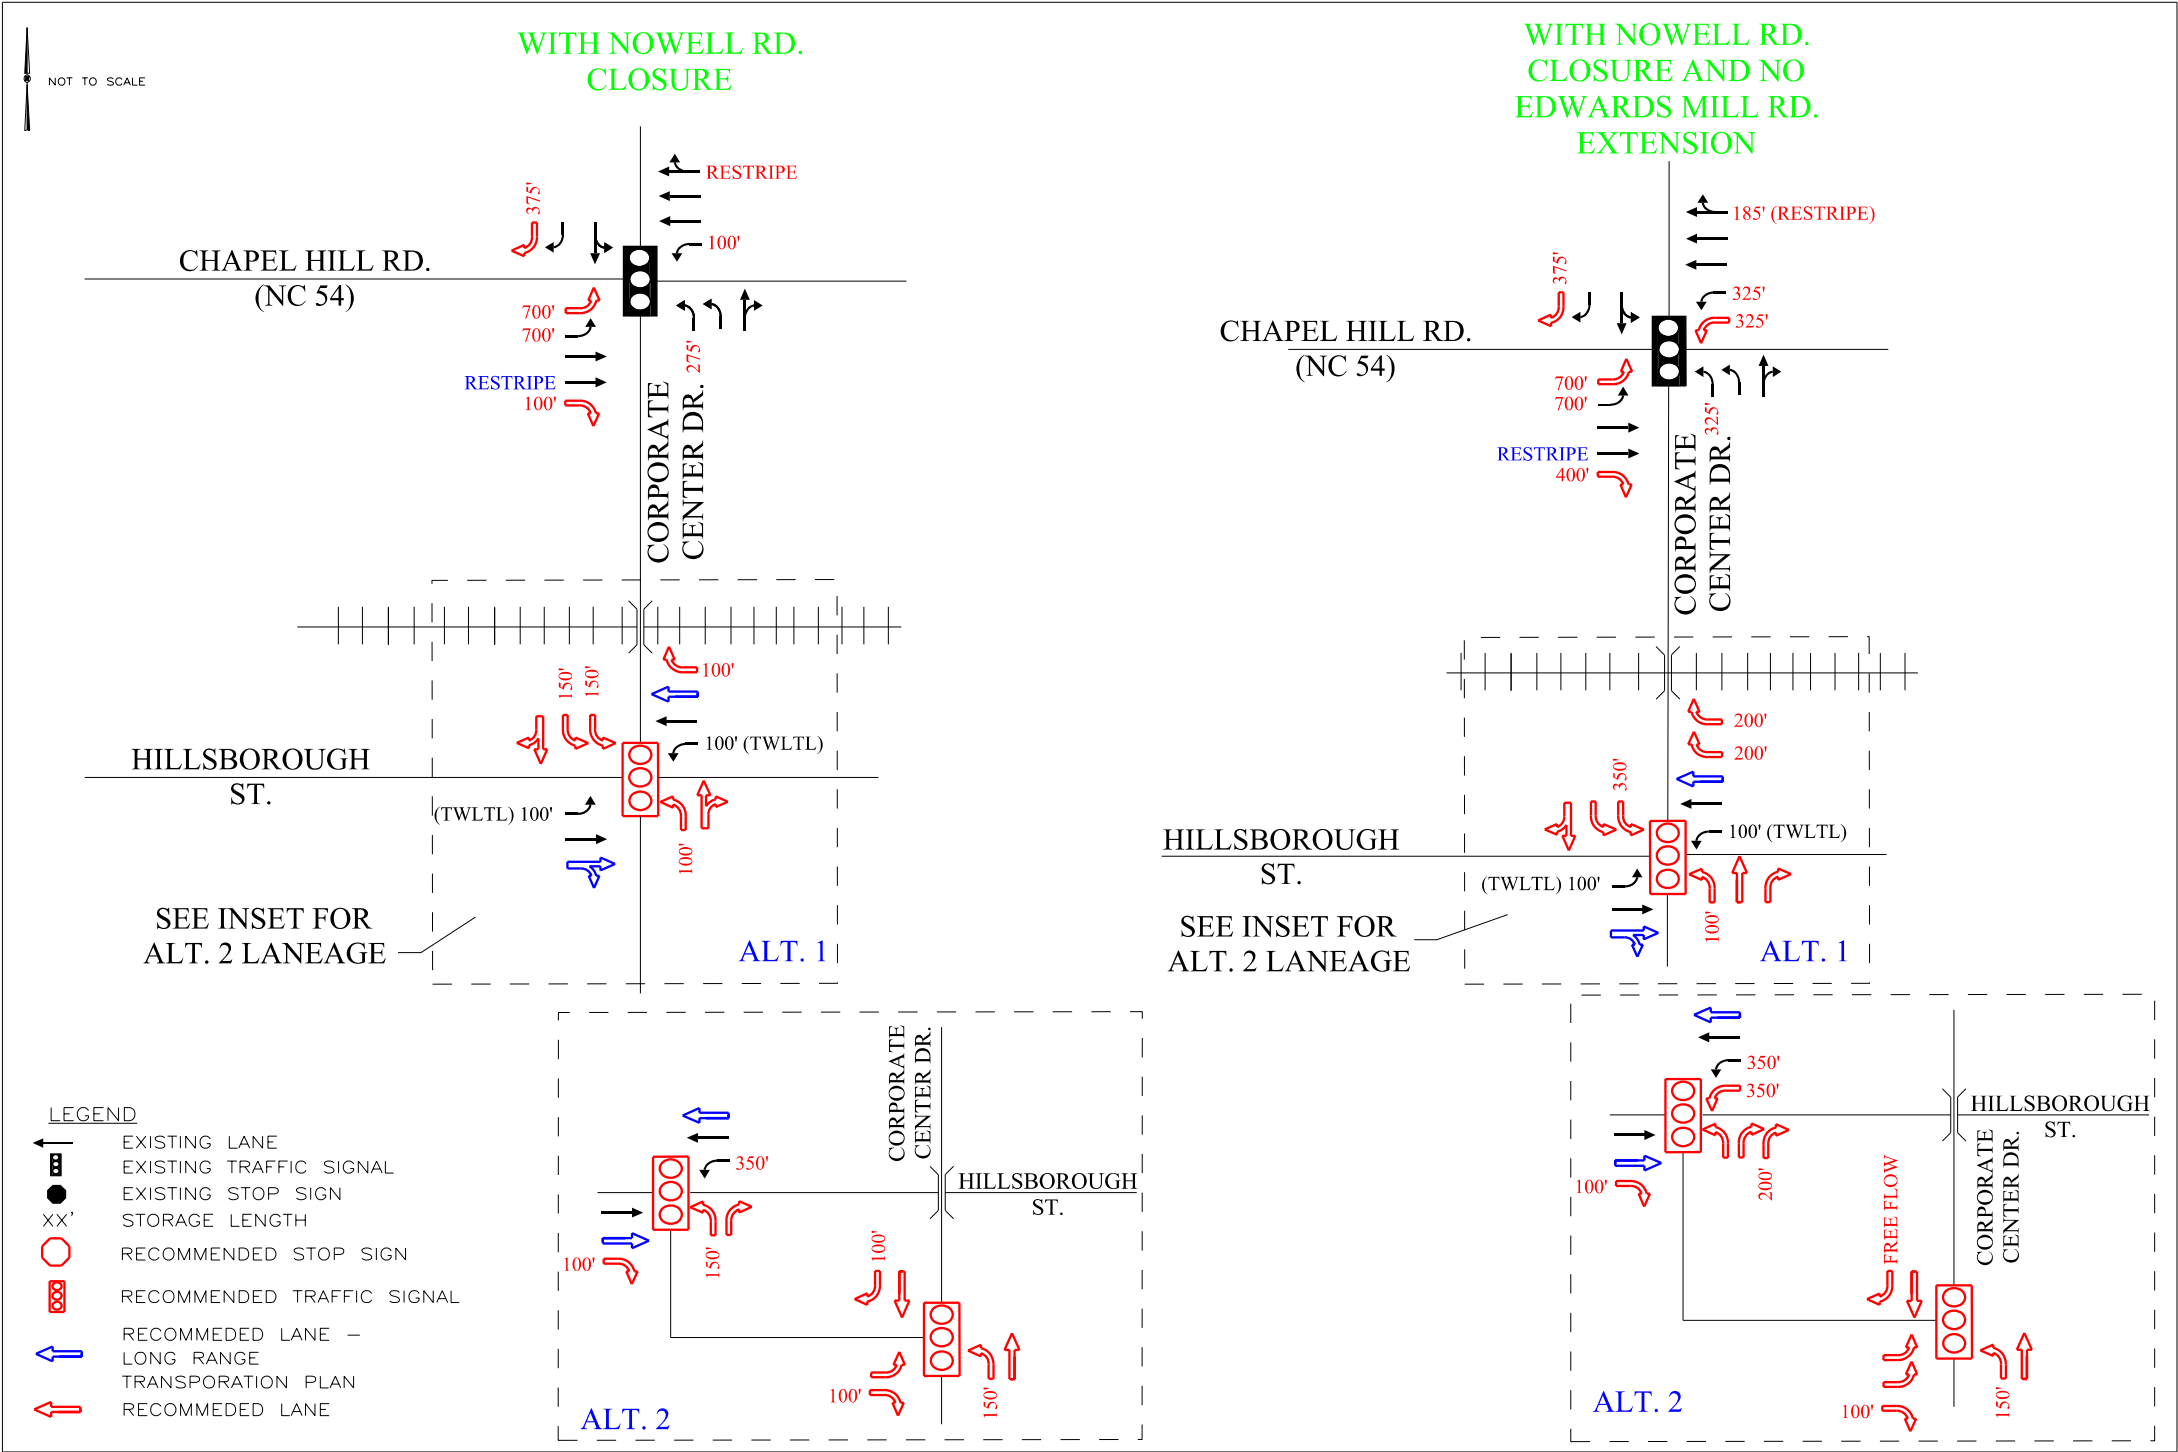 NOT TO SCALE
WITH NOWELL RD.
CLOSURE
RESTRIPE
375'
100'
CHAPEL HILL RD.
(NC 54)
700'
700'
RESTRIPE
100'
275'
CORPORATE
CENTER DR.
100'
150'
150'
100' (TWLTL)
HILLSBOROUGH
ST.
(TWLTL) 100'
100'
SEE INSET FOR
ALT. 2 LANEAGE
ALT. 1
CORPORATE
CENTER DR.
350'
HILLSBOROUGH
ST.
100'
150'
100'
100'
150'
ALT. 2
WITH NOWELL RD.
CLOSURE AND NO
EDWARDS MILL RD.
EXTENSION
185' (RESTRIPE)
375'
325'
325'
CHAPEL HILL RD.
(NC 54)
700'
700'
RESTRIPE
400'
325'
CORPORATE
CENTER DR.
200'
200'
350'
100' (TWLTL)
HILLSBOROUGH
ST.
(TWLTL) 100'
100'
SEE INSET FOR
ALT. 2 LANEAGE
ALT. 1
350'
350'
HILLSBOROUGH
ST.
CORPORATE
CENTER DR.
100'
200'
FREE FLOW
100'
150'
ALT. 2
LEGEND
EXISTING LANE
EXISTING TRAFFIC SIGNAL
EXISTING STOP SIGN
XX' STORAGE LENGTH
RECOMMENDED STOP SIGN
RECOMMENDED TRAFFIC SIGNAL
RECOMMEDED LANE –
LONG RANGE
TRANSPORATION PLAN
RECOMMEDED LANE